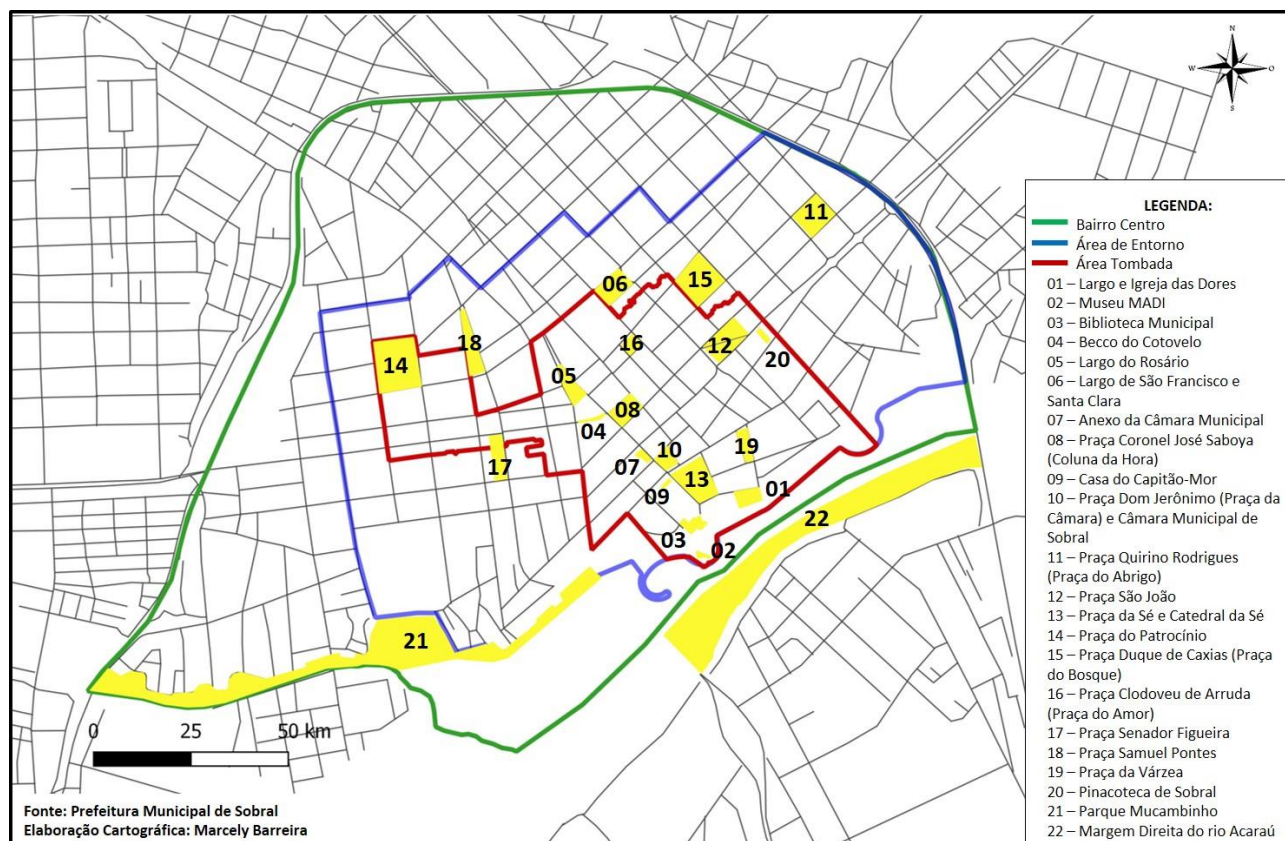 N
W
O
S
11
06
15
18
16
12
14
20
05
08
04
10
19
07
13
17
09
01
22
03
02
21
0 25 50 km
Fonte: Prefeitura Municipal de Sobral
Elaboração Cartográfica: Marcely Barreira
LEGENDA:
Bairro Centro
Área de Entorno
Área Tombada
01 – Largo e Igreja das Dores
02 – Museu MADI
03 – Biblioteca Municipal
04 – Becco do Cotovelo
05 – Largo do Rosário
06 – Largo de São Francisco e
Santa Clara
07 – Anexo da Câmara Municipal
08 – Praça Coronel José Saboya
(Coluna da Hora)
09 – Casa do Capitão-Mor
10 – Praça Dom Jerônimo (Praça da
Câmara) e Câmara Municipal de
Sobral
11 – Praça Quirino Rodrigues
(Praça do Abrigo)
12 – Praça São João
13 – Praça da Sé e Catedral da Sé
14 – Praça do Patrocínio
15 – Praça Duque de Caxias (Praça
do Bosque)
16 – Praça Clodoveu de Arruda
(Praça do Amor)
17 – Praça Senador Figueira
18 – Praça Samuel Pontes
19 – Praça da Várzea
20 – Pinacoteca de Sobral
21 – Parque Mucambinho
22 – Margem Direita do rio Acaraú